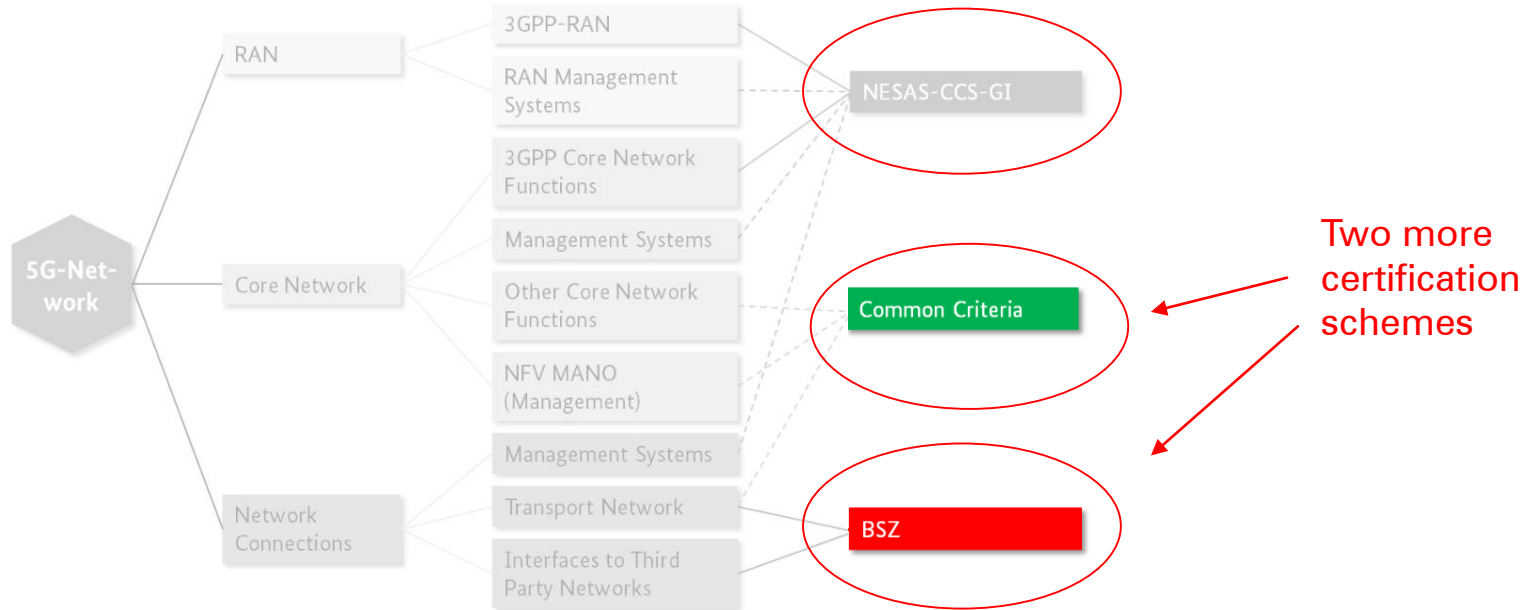 5G-Net-
work
RAN
Core Network
Network
Connections
3GPP-RAN
RAN Management
Systems
3GPP Core Network
Functions
Management Systems
Other Core Network
Functions
NFV MANO
(Management)
Management Systems
Transport Network
Interfaces to Third
Party Networks
NESAS-CCS-GI
Common Criteria
BSZ
Two more
certification
schemes